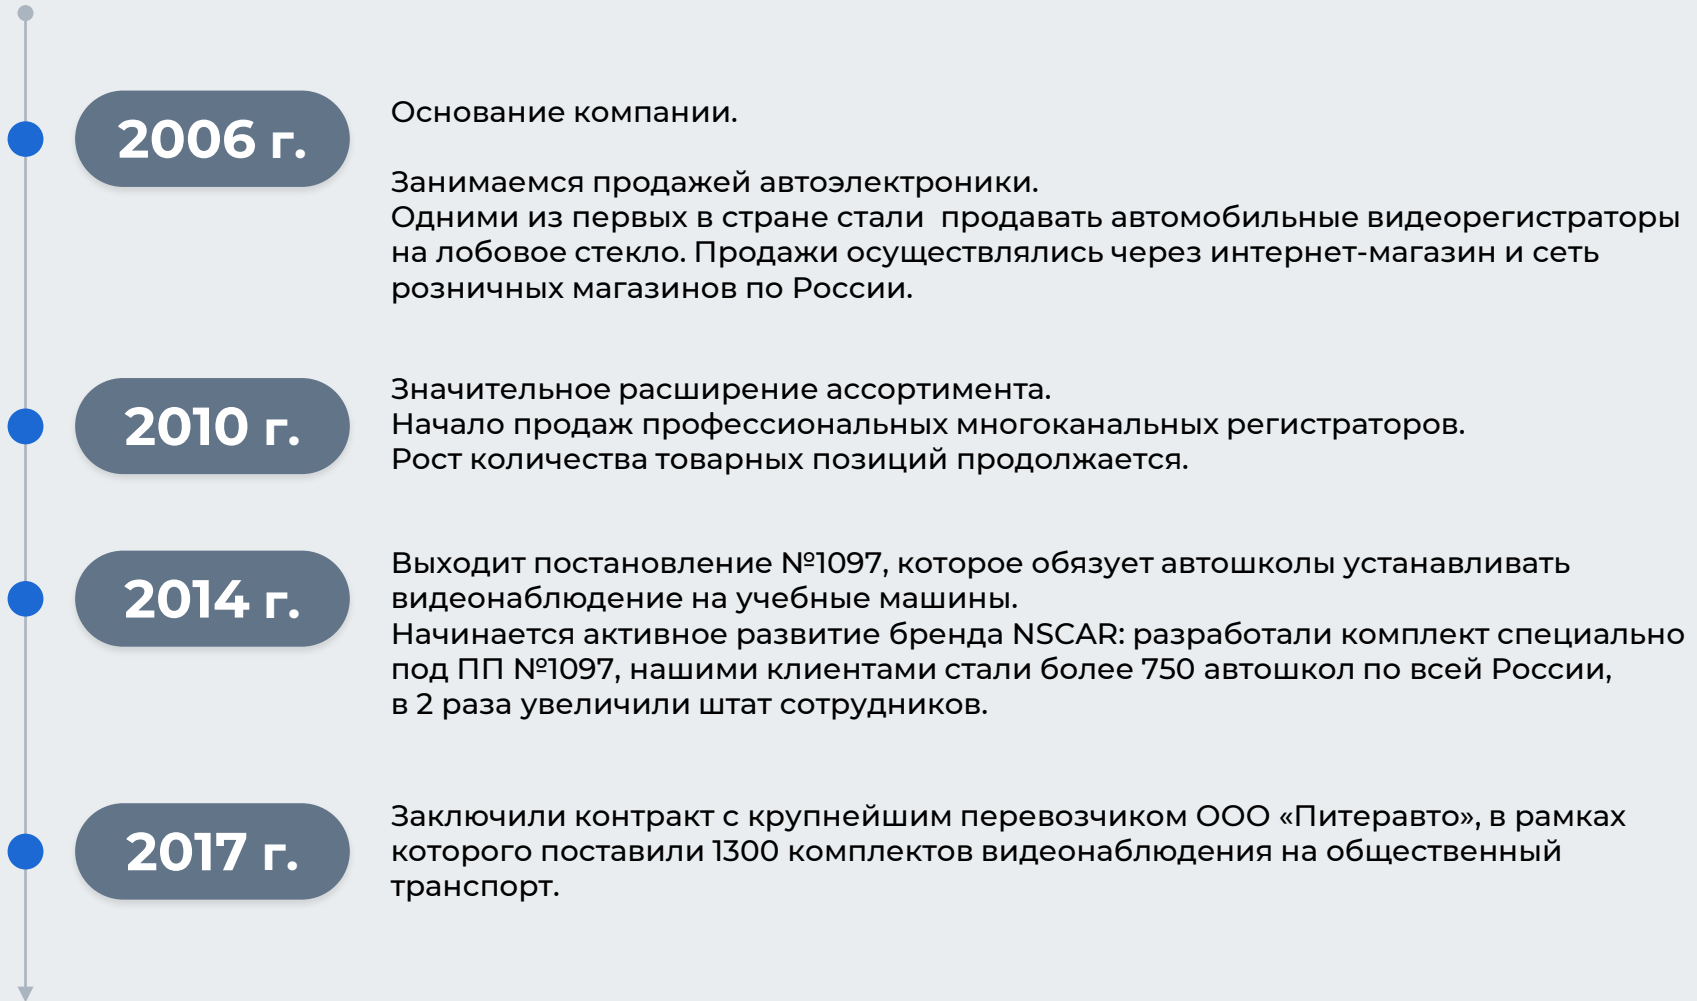 2006 г.
Основание компании.
Занимаемся продажей автоэлектроники.
Одними из первых в стране стали  продавать автомобильные видеорегистраторы
на лобовое стекло. Продажи осуществлялись через интернет-магазин и сеть
розничных магазинов по России.
2010 г.
Значительное расширение ассортимента.
Начало продаж профессиональных многоканальных регистраторов.
Рост количества товарных позиций продолжается.
2014 г.
Выходит постановление №1097, которое обязует автошколы устанавливать
видеонаблюдение на учебные машины.
Начинается активное развитие бренда NSCAR: разработали комплект специально
под ПП №1097, нашими клиентами стали более 750 автошкол по всей России,
в 2 раза увеличили штат сотрудников.
2017 г.
Заключили контракт с крупнейшим перевозчиком ООО «Питеравто», в рамках
которого поставили 1300 комплектов видеонаблюдения на общественный
транспорт.